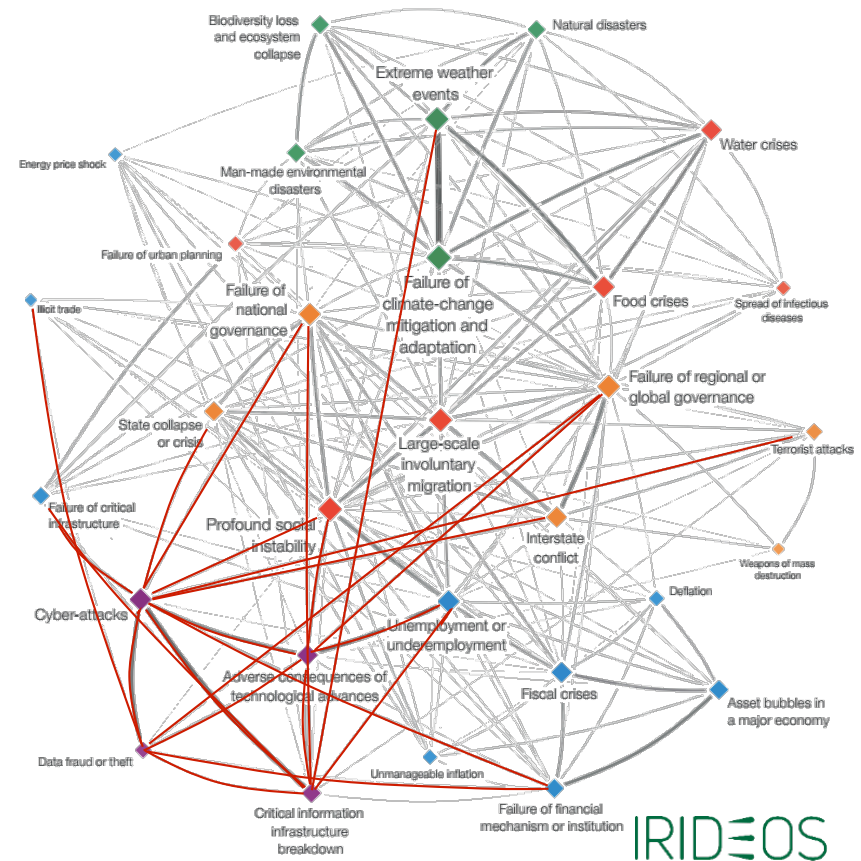 Biodiversity loss
and ecosystem
collapse
Natural disasters
Extreme weather
events
Water crises
Energy price shock
Man-made environmental
disasters
Failure of urban planning
Failure of
climate-change
mitigation and
adaptation
Failure of
national
governance
Food crises
Spread of infectious
diseases
Illicit trade
Failure of regional or
global governance
State collapse
or crisis
Large-scale
involuntary
migration
Terrorist attacks
Failure of critical
infrastructure
Profound social
instability
Interstate
conflict
Weapons of mass
destruction
Cyber-attacks
Unemployment or
underemployment
Deflation
Adverse consequences of
technological advances
Fiscal crises
Asset bubbles in
a major economy
Data fraud or theft
Unmanageable inflation
Critical information
infrastructure
breakdown
Failure of financial
mechanism or institution
IRIDEOS